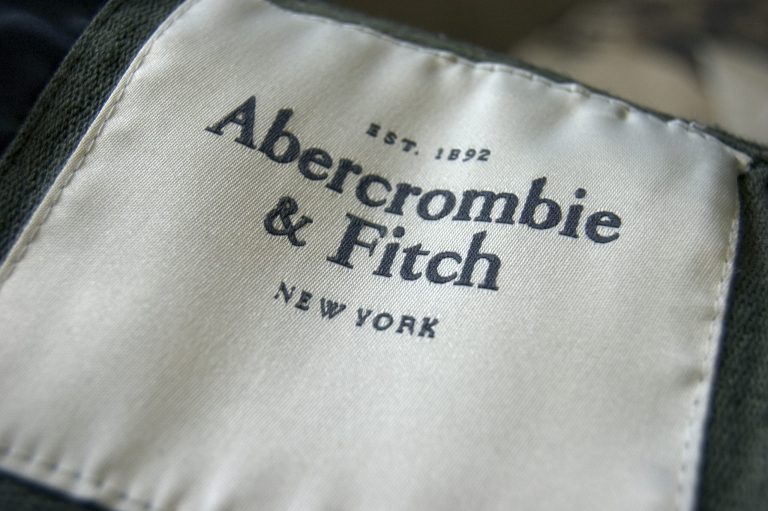 EST. 1892
Abercrombie
& Fitch
NEW YORK